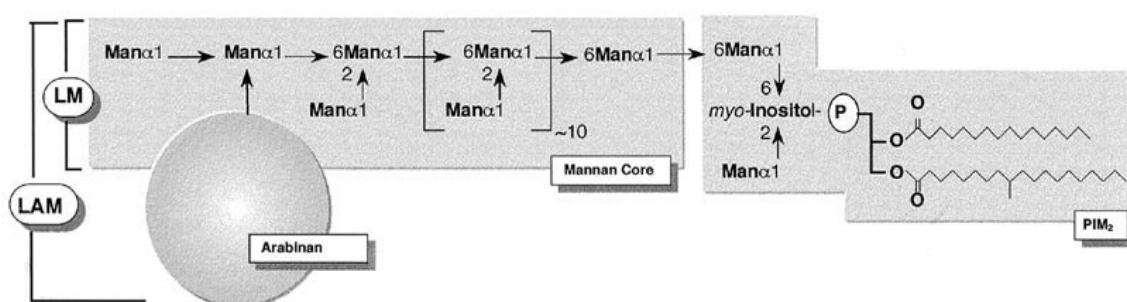 LM
LAM
Manα1 Manα1 6Manα1 6Manα1 6Manα1 6Manα1
2 2 6
Manα1 Manα1 myo-Inositol- P O
~10 2 O
Mannan Core Manα1 O
O
Arabinan PIM₂